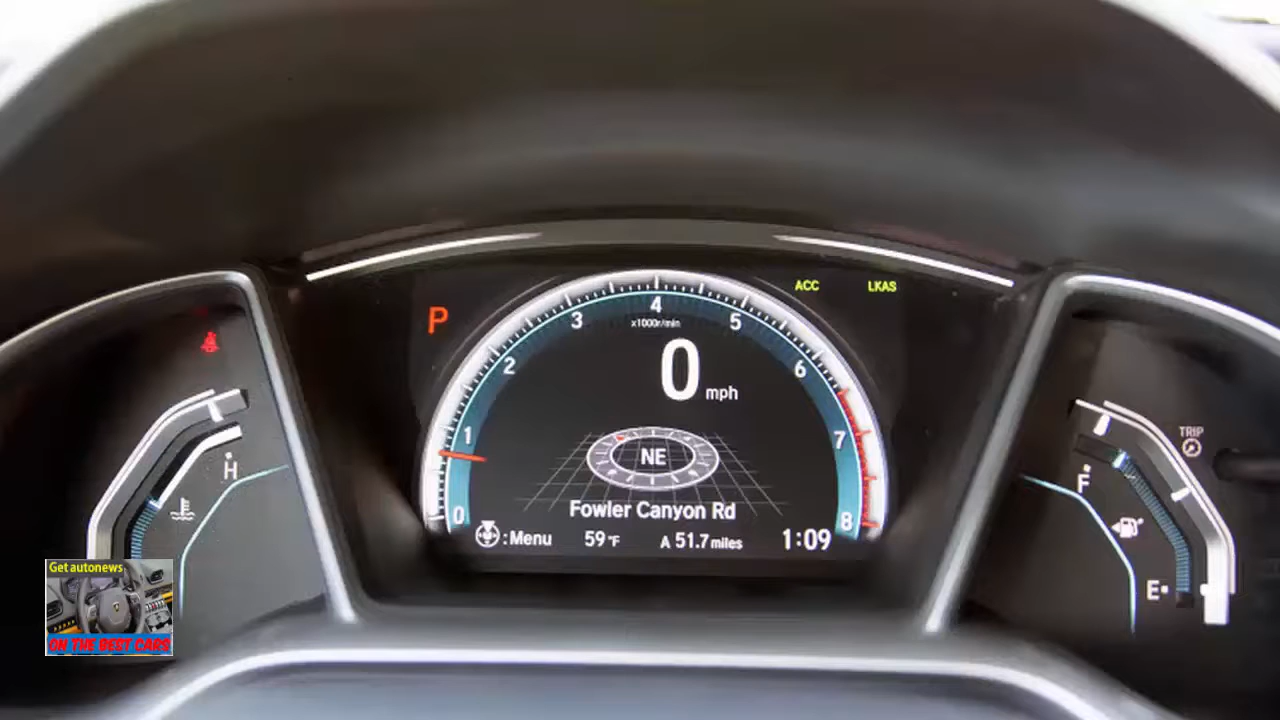 ACC LKAS
P
4
3 5
x1000r/min
2 6
0 mph
1 7
NE
Fowler Canyon Rd
0 8
:Menu 59°F A 51.7 miles 1:09
H
TRIP
F
E
Get autonews
ON THE BEST CARS